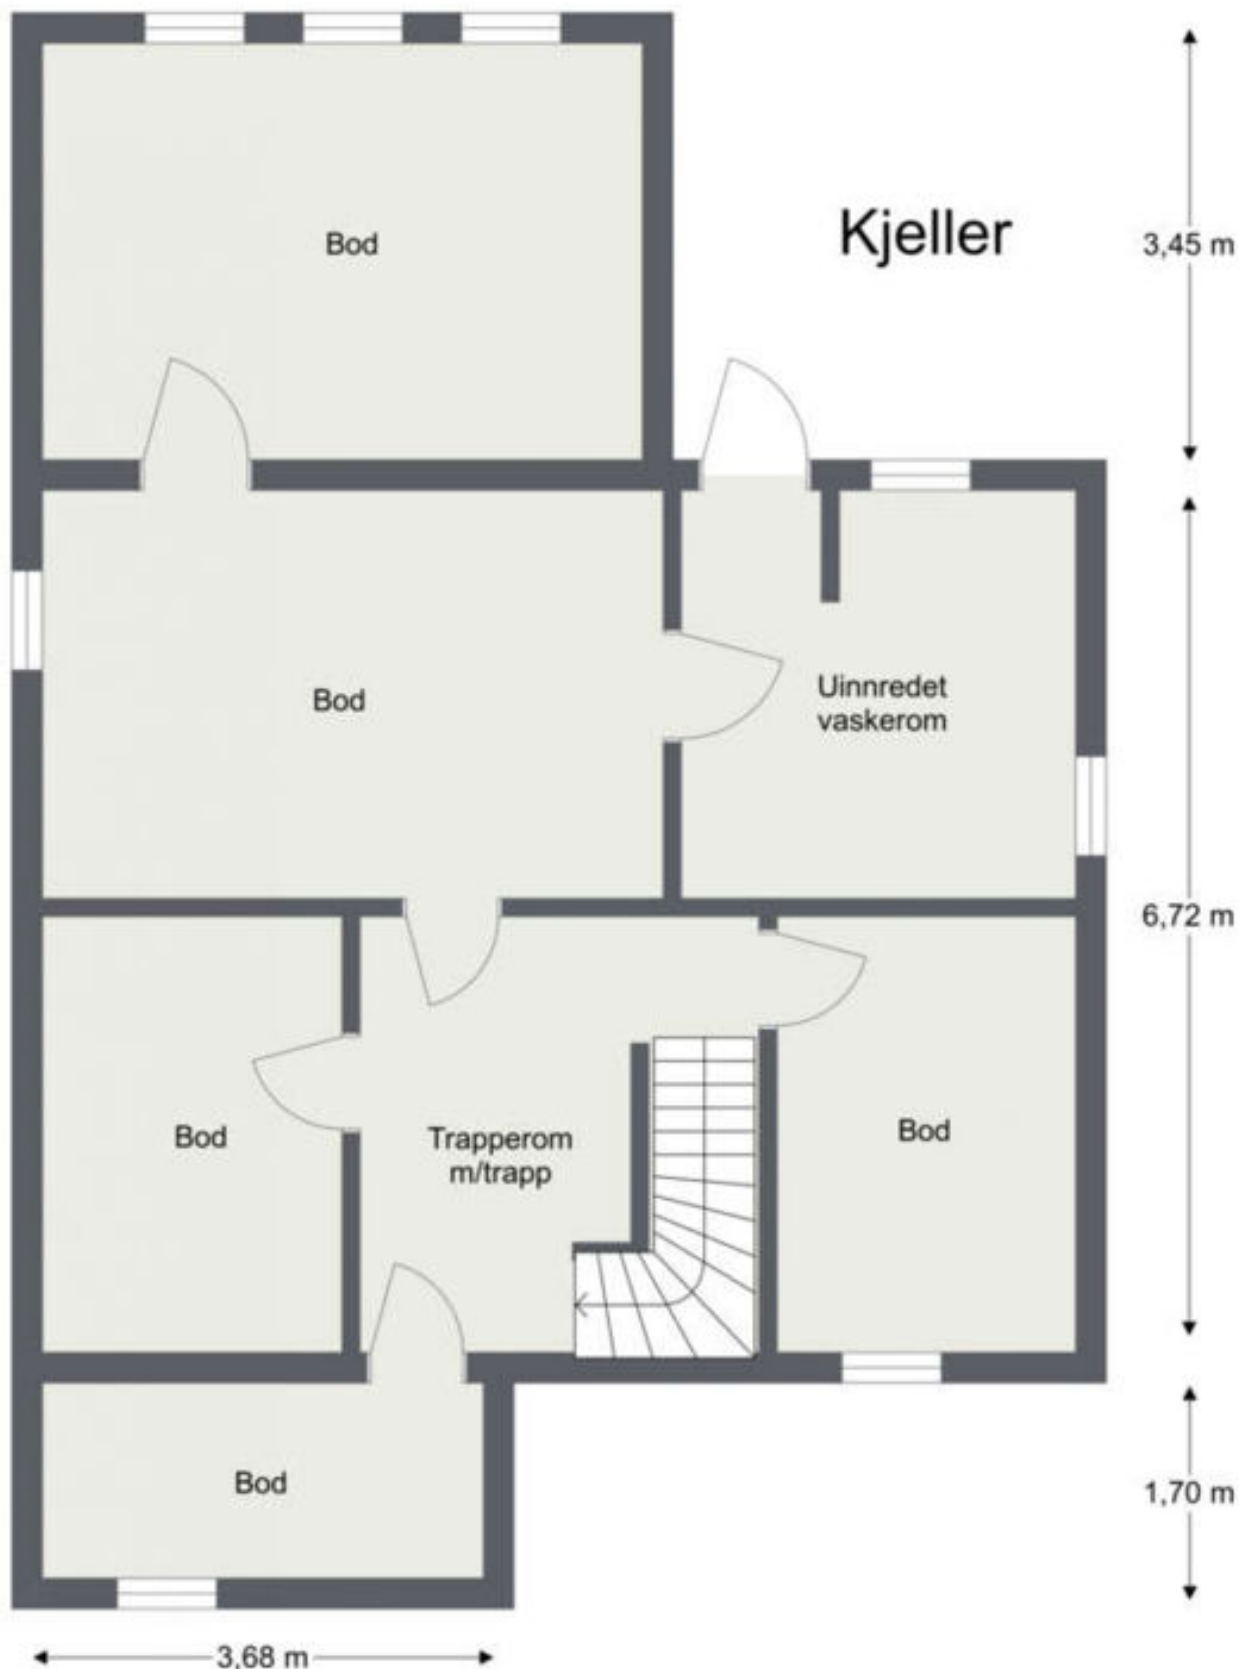 Kjeller
Bod
3,45 m
Bod
Uinnredet
vaskerom
6,72 m
Bod
Trapperom
m/trapp
Bod
Bod
1,70 m
3,68 m